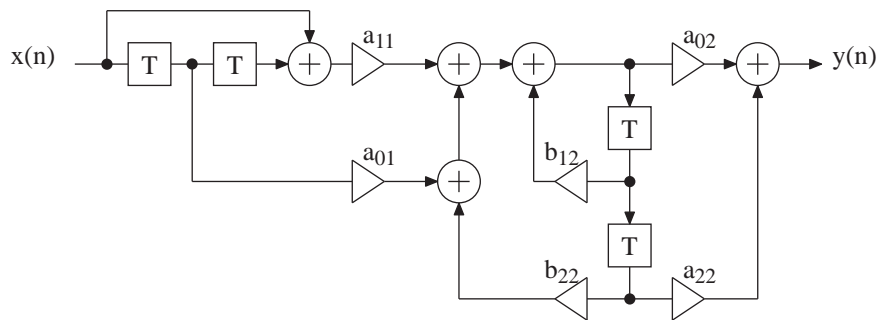 x(n)
T
T
+
a11
+
+
a02
+
y(n)
T
b12
a01
+
T
b22
a22